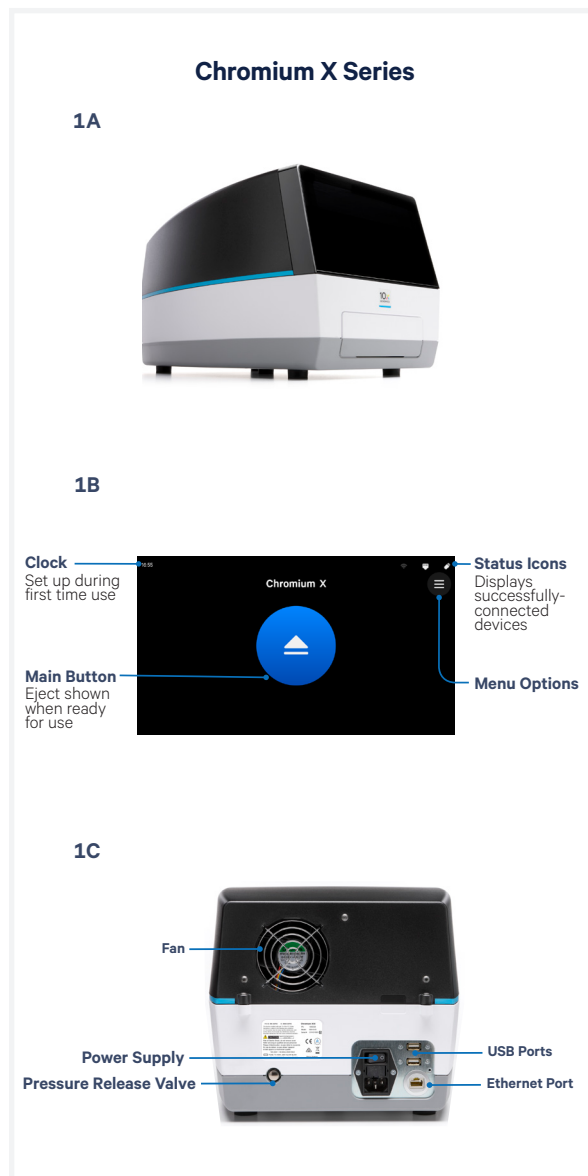 Chromium X Series
1A
10x
1B
Clock
Set up during
first time use
16:55
Chromium X
Status Icons
Displays
successfully-
connected
devices
Main Button
Eject shown
when ready
for use
Menu Options
1C
Fan
Power Supply
Pressure Release Valve
USB Ports
Ethernet Port